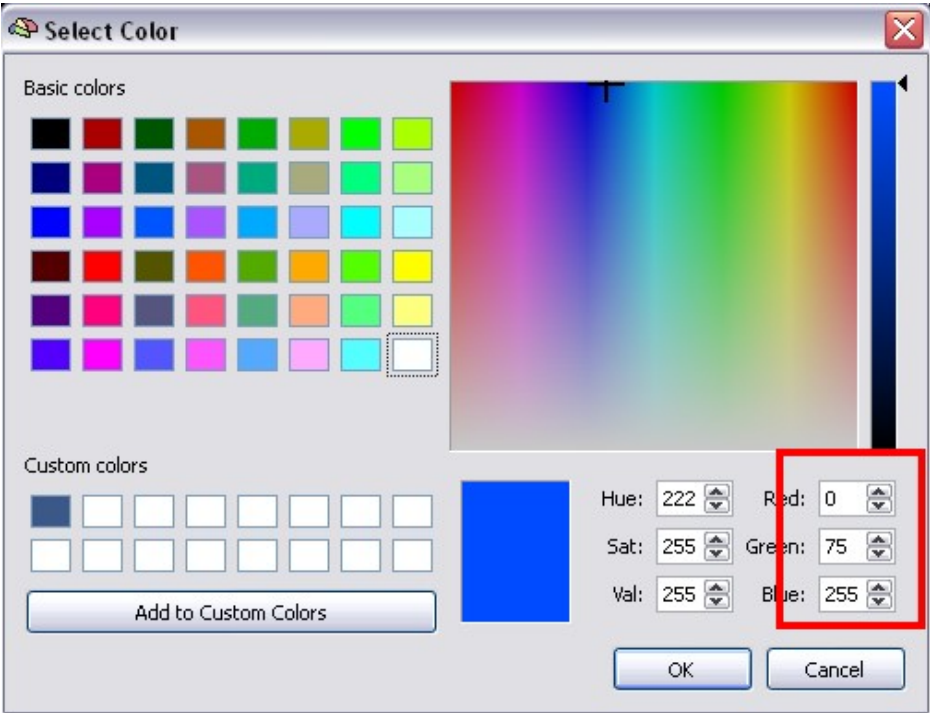 Select Color
Basic colors
Custom colors
Add to Custom Colors
Hue: 222 Red: 0
Sat: 255 Green: 75
Val: 255 Blue: 255
OK Cancel